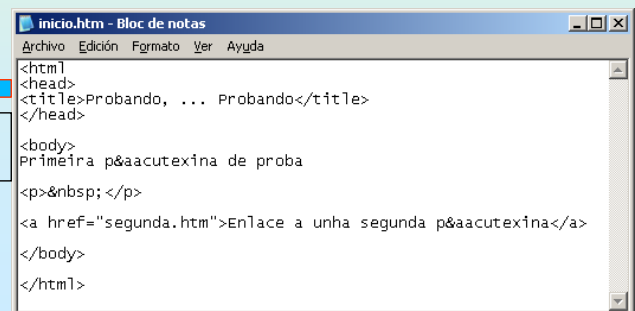 inicio.htm - Bloc de notas
Archivo Edición Formato Ver Ayuda
<html
<head>
<title>Probando, ... Probando</title>
</head>
<body>
Primeira p&aacutexina de proba
<p>&nbsp;</p>
<a href="segunda.htm">Enlace a unha segunda p&aacutexina</a>
</body>
</html>